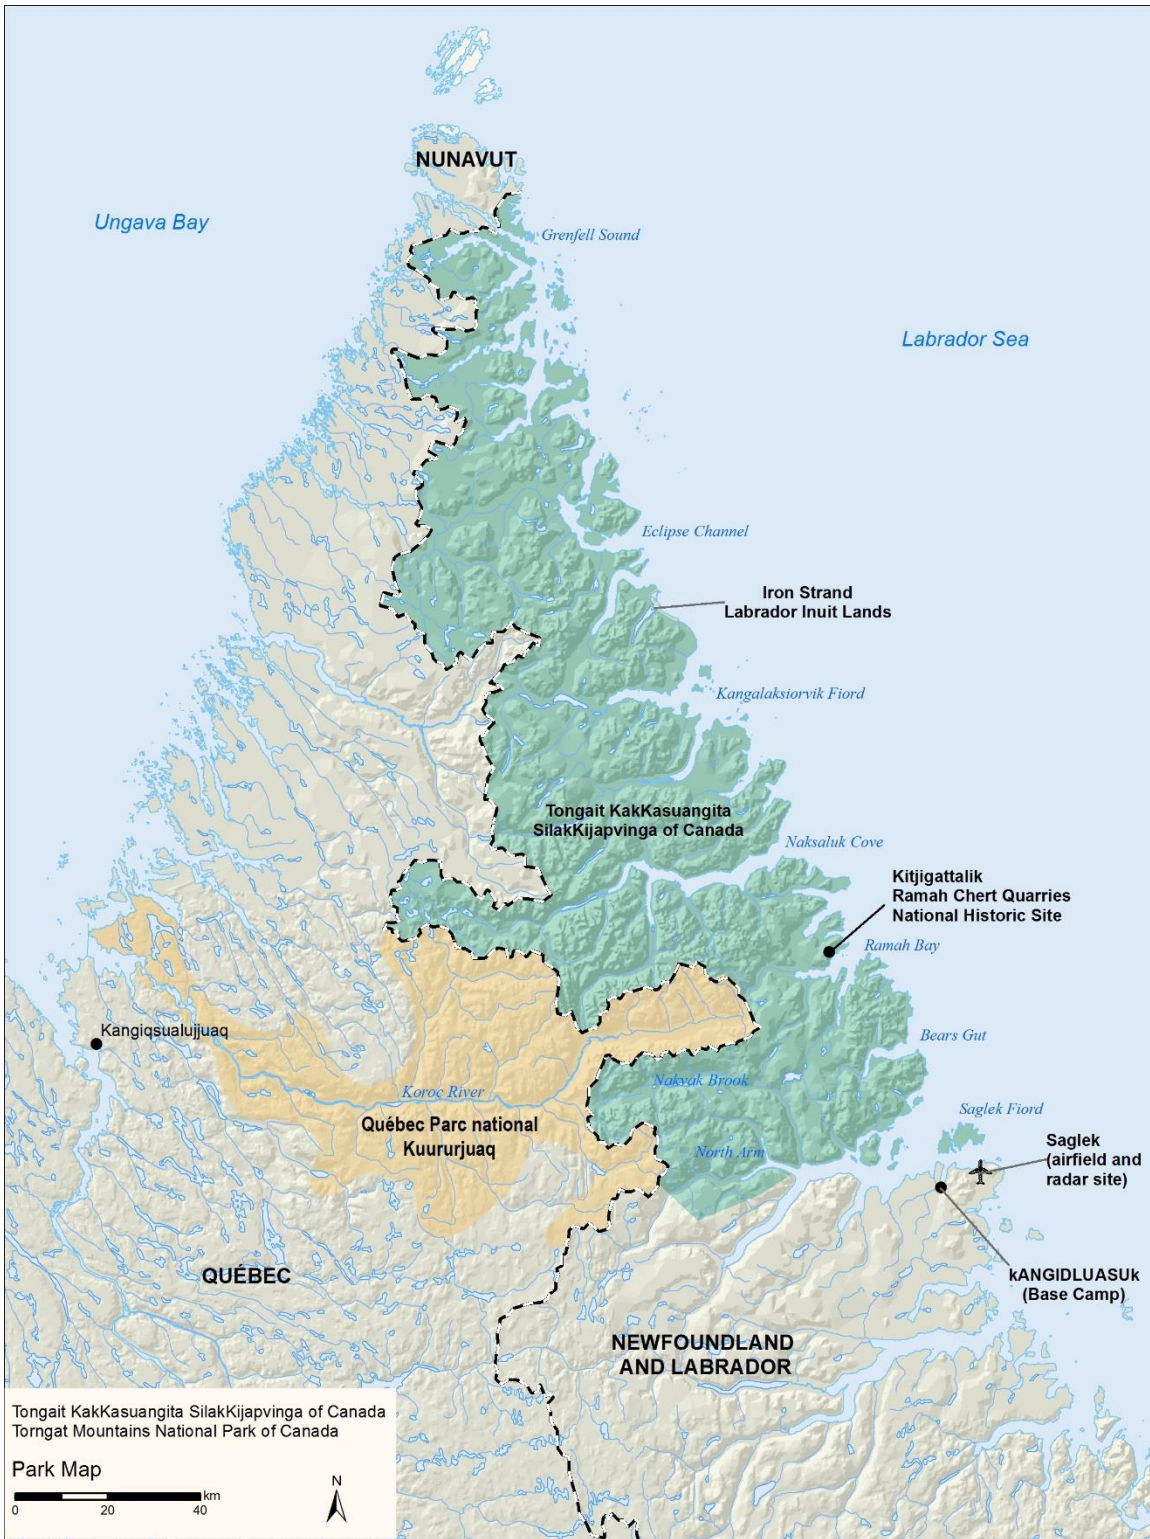 NUNAVUT
Ungava Bay
Grenfell Sound
Labrador Sea
Eclipse Channel
Iron Strand
Labrador Inuit Lands
Kangalaksiorvik Fiord
Tongait KakKasuangita
SilakKijapvinga of Canada
Naksaluk Cove
Kitjigattalik
Ramah Chert Quarries
National Historic Site
Ramah Bay
Kangiqsualujjuaq
Bears Gut
Koroc River
Nakvak Brook
Québec Parc national
Kuururjuaq
Saglek Fiord
North Arm
Saglek
(airfield and
radar site)
QUÉBEC
kANGIDLUASUk
(Base Camp)
NEWFOUNDLAND
AND LABRADOR
Tongait KakKasuangita SilakKijapvinga of Canada
Torngat Mountains National Park of Canada
Park Map
N
km
0 20 40